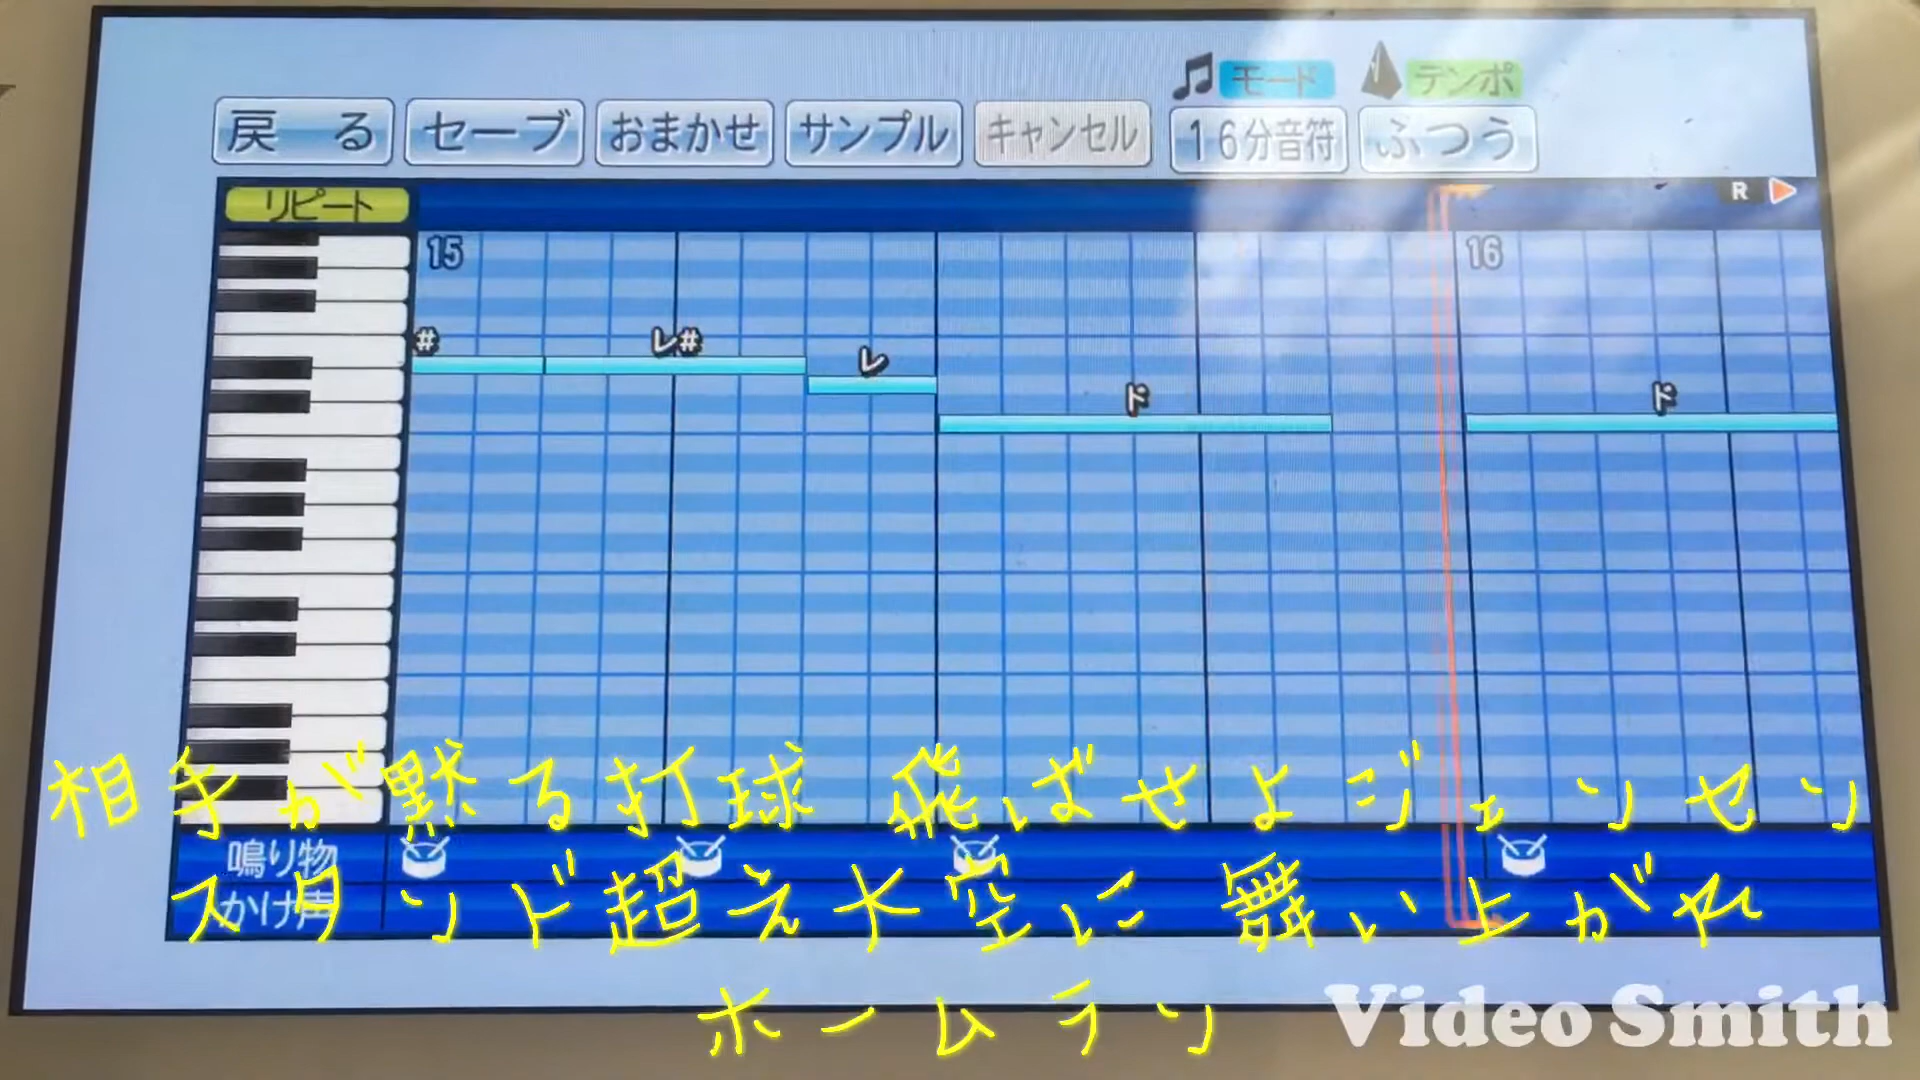 モード テンポ
戻る セーブ おまかせ サンプル キャンセル 16分音符 ふつう
リピート R
15 16
# レ# レ ド ド
相手が黙る打球 飛ばせよジェンセン
鳴り物
かけ声
スタンド超え大空に 舞い上がれ
ホームラン
Video Smith